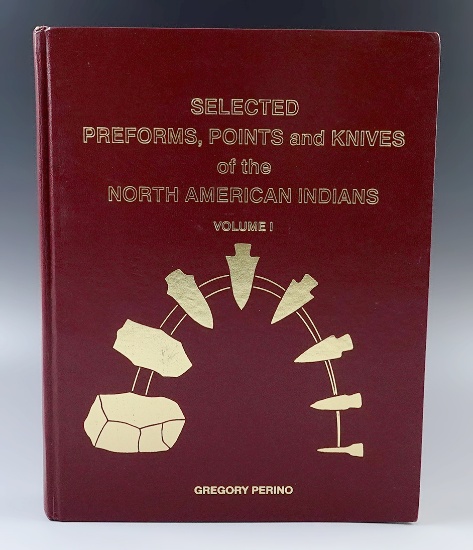 SELECTED
PREFORMS, POINTS and KNIVES
of the
NORTH AMERICAN INDIANS
VOLUME I
GREGORY PERINO